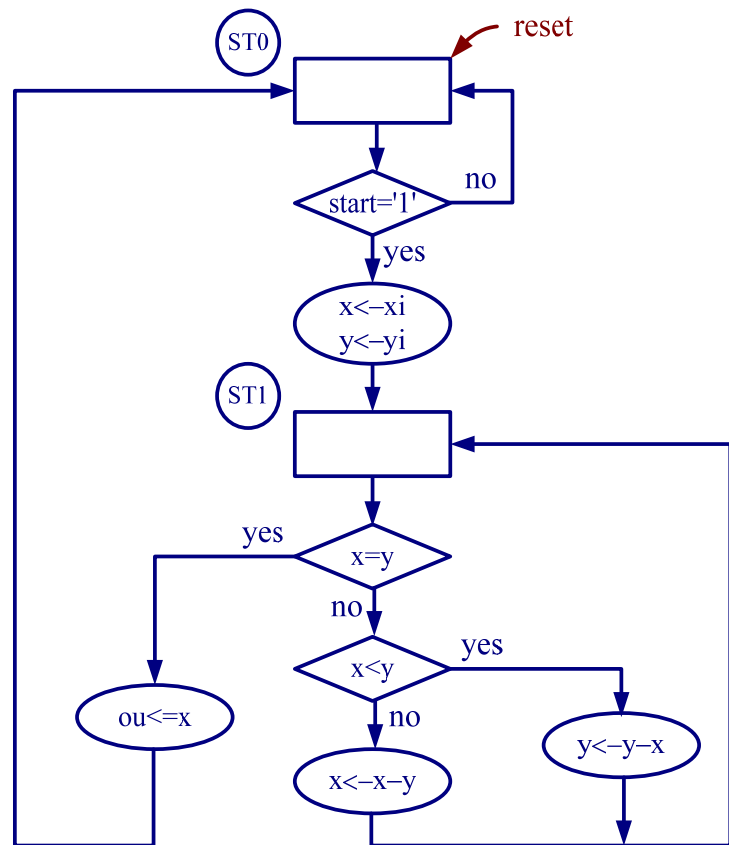 ST0
reset
start='1'
no
yes
x<–xi
y<–yi
ST1
x=y
yes
no
x<y
yes
no
ou<=x
x<–x–y
y<–y–x